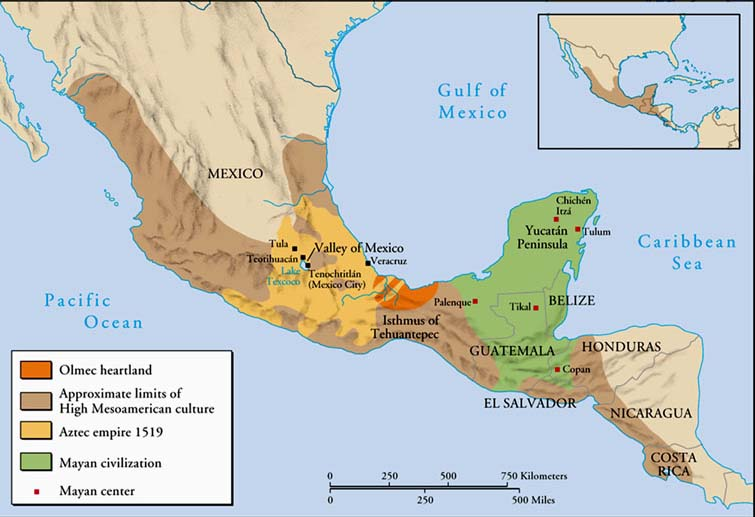 Gulf of
Mexico
MEXICO
Chichén
Itzá
Yucatán
Peninsula
Tulum
Tula
Valley of Mexico
Teotihuacán
Veracruz
Lake
Texcoco
Tenochtitlán
(Mexico City)
Caribbean
Sea
Pacific
Ocean
Palenque
Tikal
BELIZE
Isthmus of
Tehuantepec
GUATEMALA
HONDURAS
Copan
EL SALVADOR
NICARAGUA
COSTA
RICA
Olmec heartland
Approximate limits of
High Mesoamerican culture
Aztec empire 1519
Mayan civilization
Mayan center
0 250 500 750 Kilometers
0 250 500 Miles